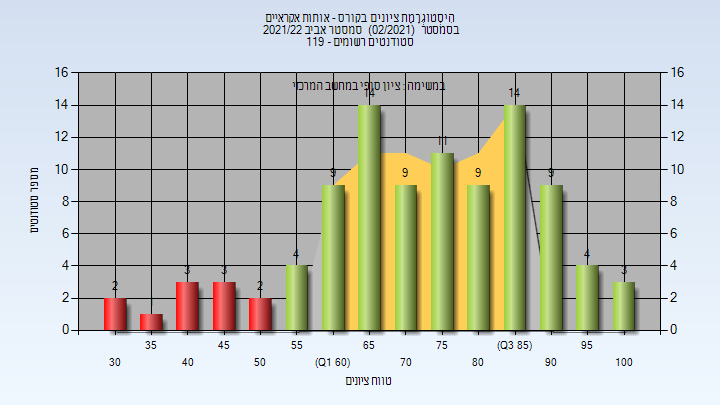 היסטוגרמת ציונים בקורס - אותות אקראיים
בסמסטר (02/2021) סמסטר אביב 2021/22
סטודנטים רשומים - 119
במשימה : ציון סופי במחשב המרכזי
מספר סטודנטים
16 14 12 10 8 6 4 2 0
16 14 12 10 8 6 4 2 0
2 1 3 3 2 4 9 14 9 11 9 14 9 4 3
35 45 55 65 75 (Q3 85) 95
30 40 50 (Q1 60) 70 80 90 100
טווח ציונים